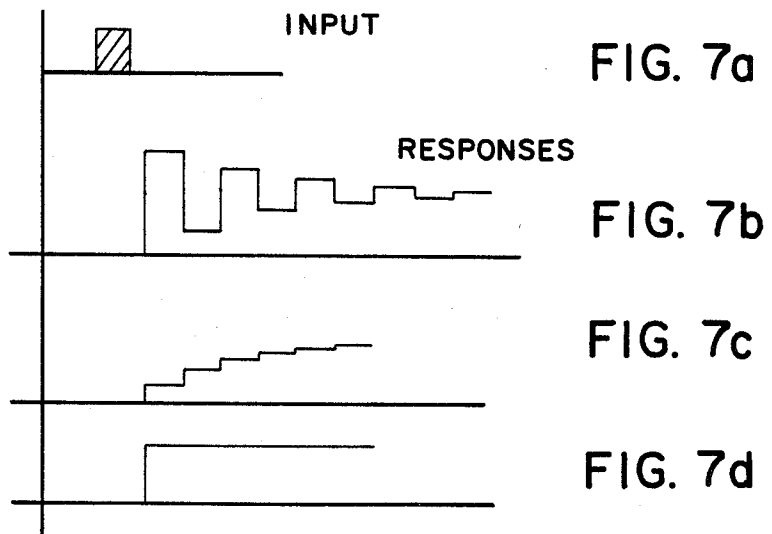 INPUT
FIG. 7a
RESPONSES
FIG. 7b
FIG. 7c
FIG. 7d